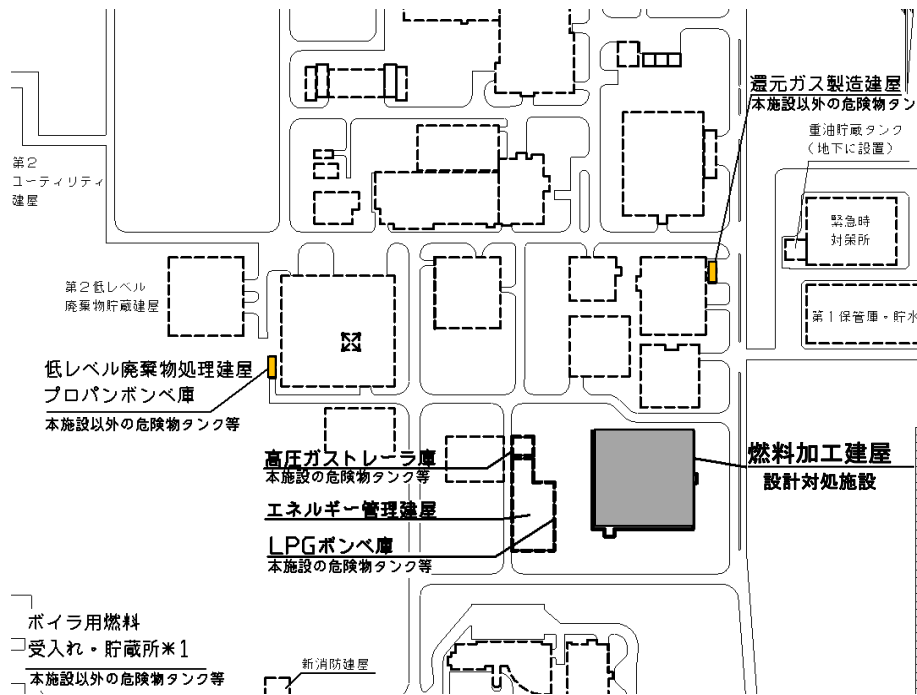 還元ガス製造建屋
本施設以外の危険物タン
重油貯蔵タンク
（地下に設置）
第2
ユーティリティ
建屋
緊急時
対策所
第2低レベル
廃棄物貯蔵建屋
第1保管庫・貯水
低レベル廃棄物処理建屋
プロパンボンベ庫
本施設以外の危険物タンク等
高圧ガストレーラ庫
本施設の危険物タンク等
燃料加工建屋
設計対処施設
エネルギー管理建屋
LPGボンベ庫
本施設の危険物タンク等
ボイラ用燃料
受入れ・貯蔵所*1
本施設以外の危険物タンク等
新消防建屋